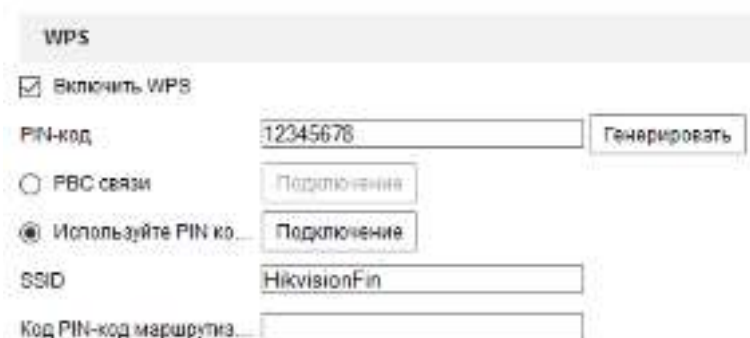 WPS
Включить WPS
PIN-код 12345678 Генерировать
PBC связи Подключение
Используйте PIN ко... Подключение
SSID HikvisionFin
Код PIN-код маршрутиз...